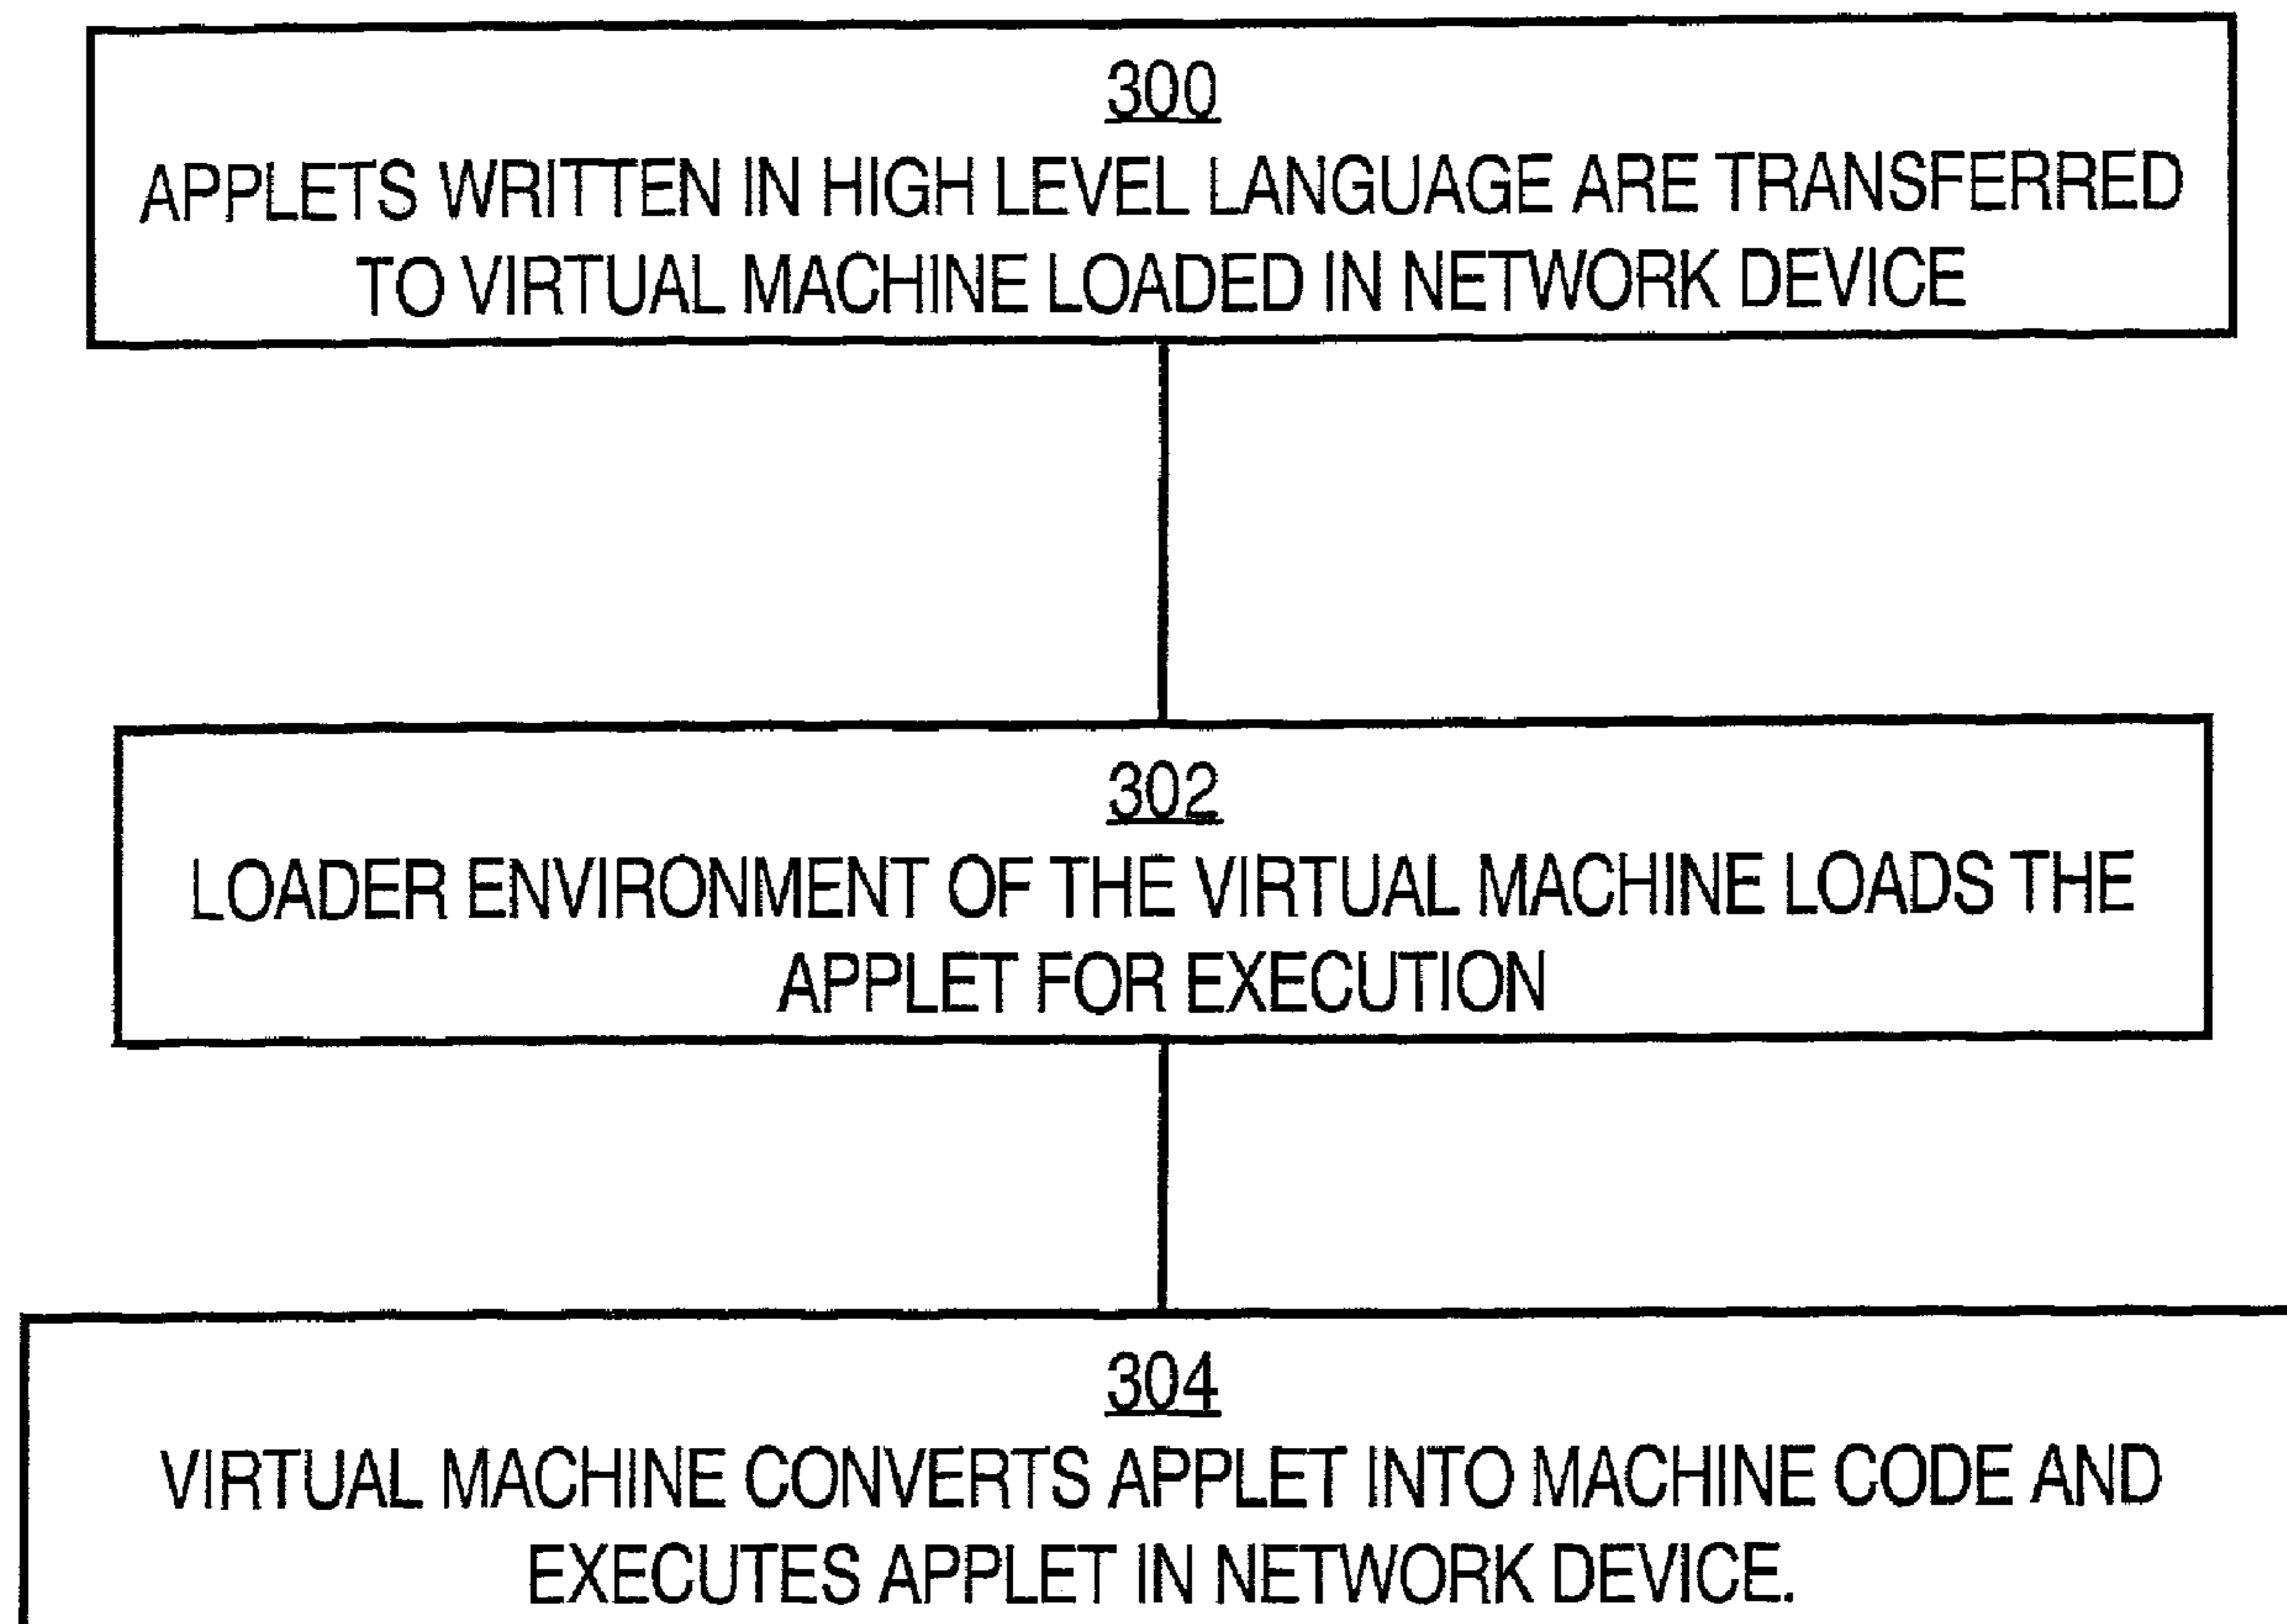 300
APPLETS WRITTEN IN HIGH LEVEL LANGUAGE ARE TRANSFERRED
TO VIRTUAL MACHINE LOADED IN NETWORK DEVICE
302
LOADER ENVIRONMENT OF THE VIRTUAL MACHINE LOADS THE
APPLET FOR EXECUTION
304
VIRTUAL MACHINE CONVERTS APPLET INTO MACHINE CODE AND
EXECUTES APPLET IN NETWORK DEVICE.